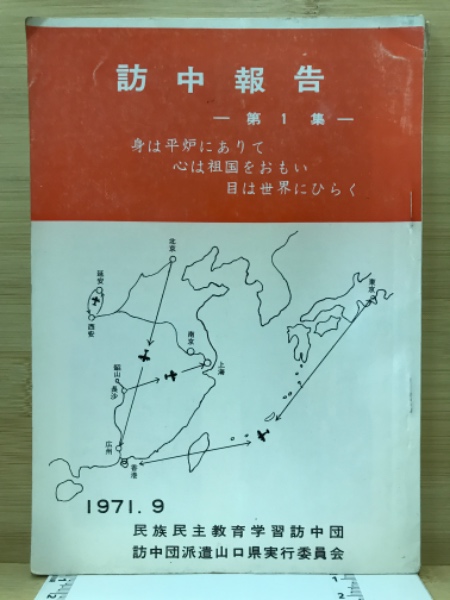 訪中報告
― 第 1 集 ―
身は平炉にありて
心は祖国をおもい
目は世界にひらく
北京
延安
西安
東京
南京
上海
韶山
長沙
広州
香港
1971. 9
民族民主教育学習訪中団
訪中団派遣山口県実行委員会
1
2